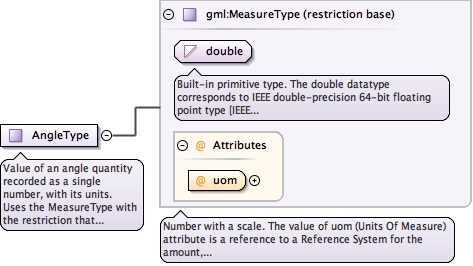 gml:MeasureType (restriction base)
double
Built-in primitive type. The double datatype
corresponds to IEEE double-precision 64-bit floating
point type [IEEE...
AngleType
@ Attributes
@ uom
Value of an angle quantity
recorded as a single
number, with its units.
Uses the MeasureType with
the restriction that...
Number with a scale. The value of uom (Units Of Measure)
attribute is a reference to a Reference System for the
amount,...